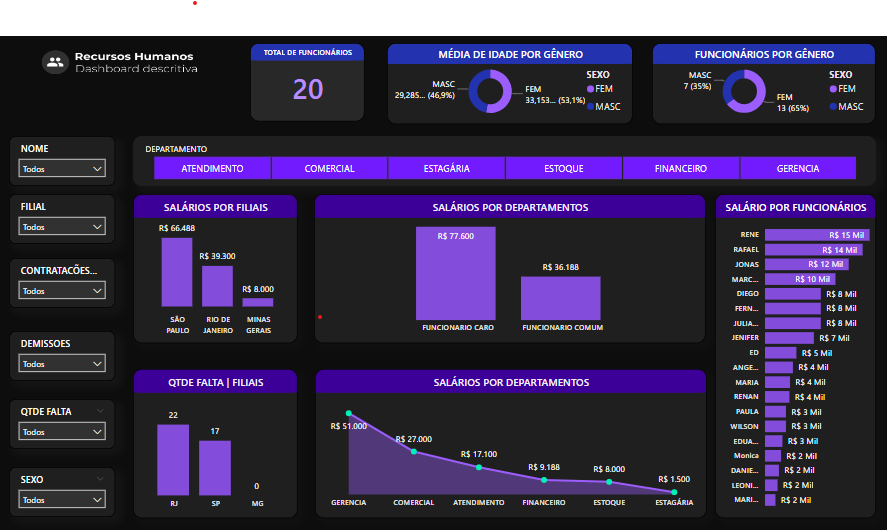 Recursos Humanos
Dashboard descritiva
TOTAL DE FUNCIONÁRIOS
20
MÉDIA DE IDADE POR GÊNERO
MASC
29,285... (46,9%)
FEM
33,153... (53,1%)
SEXO
FEM
MASC
FUNCIONÁRIOS POR GÊNERO
MASC
7 (35%)
FEM
13 (65%)
SEXO
FEM
MASC
NOME
Todos
FILIAL
Todos
CONTRATACÕES...
Todos
DEMISSOES
Todos
QTDE FALTA
Todos
SEXO
Todos
DEPARTAMENTO
ATENDIMENTO
COMERCIAL
ESTAGÁRIA
ESTOQUE
FINANCEIRO
GERENCIA
SALÁRIOS POR FILIAIS
R$ 66.488
R$ 39.300
R$ 8.000
SÃO PAULO
RIO DE JANEIRO
MINAS GERAIS
SALÁRIOS POR DEPARTAMENTOS
R$ 77.600
R$ 36.188
FUNCIONARIO CARO
FUNCIONARIO COMUM
SALÁRIO POR FUNCIONÁRIOS
RENE R$ 15 Mil
RAFAEL R$ 14 Mil
JONAS R$ 12 Mil
MARC... R$ 10 Mil
DIEGO R$ 8 Mil
FERN... R$ 8 Mil
JULIA... R$ 8 Mil
JENIFER R$ 7 Mil
ED R$ 5 Mil
ANGE... R$ 4 Mil
MARIA R$ 4 Mil
RENAN R$ 4 Mil
PAULA R$ 3 Mil
WILSON R$ 3 Mil
EDUA... R$ 3 Mil
Monica R$ 2 Mil
DANIE... R$ 2 Mil
LEONI... R$ 2 Mil
MARI... R$ 2 Mil
QTDE FALTA | FILIAIS
22
17
0
RJ
SP
MG
SALÁRIOS POR DEPARTAMENTOS
R$ 51.000
R$ 27.000
R$ 17.100
R$ 9.188
R$ 8.000
R$ 1.500
GERENCIA
COMERCIAL
ATENDIMENTO
FINANCEIRO
ESTOQUE
ESTAGÁRIA